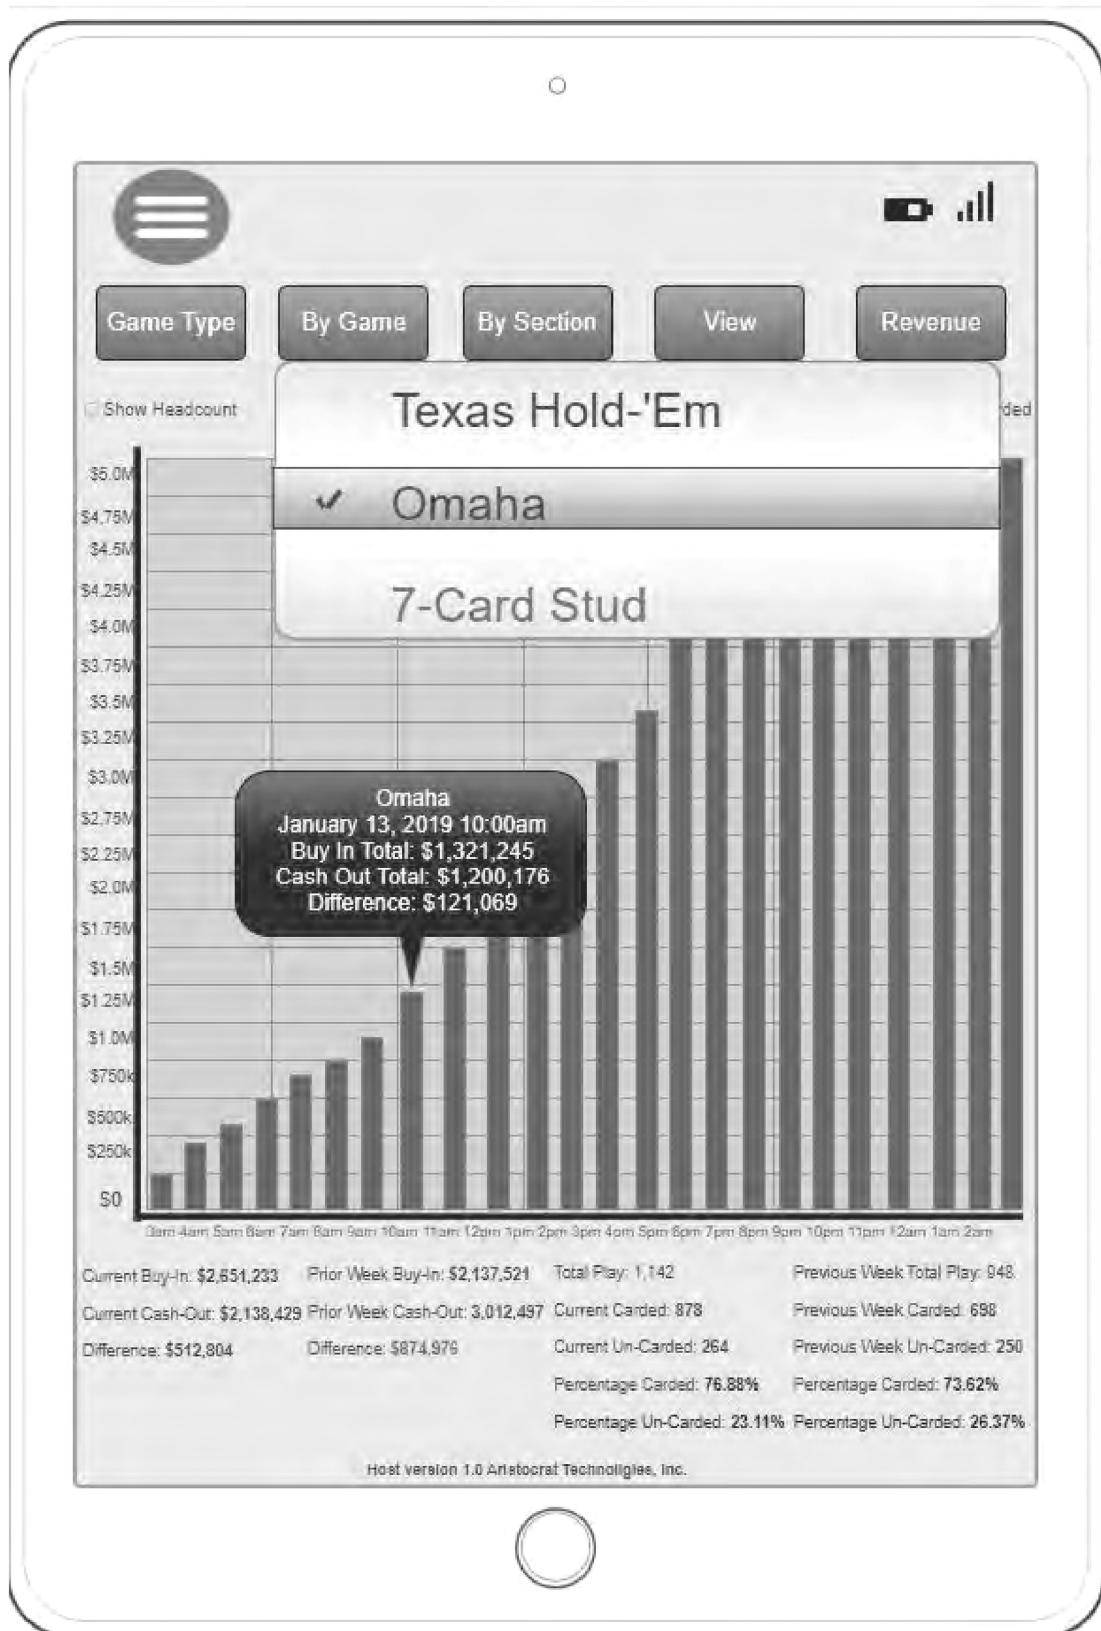 Game Type By Game By Section View Revenue
Show Headcount
ded
Texas Hold-'Em
Omaha
7-Card Stud
$5.0M
$4.75M
$4.5M
$4.25M
$4.0M
$3.75M
$3.5M
$3.25M
$3.0M
$2.75M
$2.25M
$2.0M
$1.75M
$1.5M
$1.25M
$1.0M
$750k
$500k
$250k
$0
Omaha
January 13, 2019 10:00am
Buy In Total: $1,321,245
Cash Out Total: $1,200,176
Difference: $121,069
3am 4am 5am 6am 7am 8am 9am 10am 11am 12pm 1pm 2pm 3pm 4pm 5pm 6pm 7pm 8pm 9pm 10pm 11pm 12am 1am 2am
Current Buy-In: $2,651,233 Prior Week Buy-In: $2,137,521 Total Play: 1,142 Previous Week Total Play: 948
Current Cash-Out: $2,138,429 Prior Week Cash-Out: 3,012,497 Current Carded: 878 Previous Week Carded: 698
Difference: $512,804 Difference: $874,976 Current Un-Carded: 264 Previous Week Un-Carded: 250
Percentage Carded: 76.88% Percentage Carded: 73.62%
Percentage Un-Carded: 23.11% Percentage Un-Carded: 26.37%
Host version 1.0 Aristocrat Technoligies, Inc.